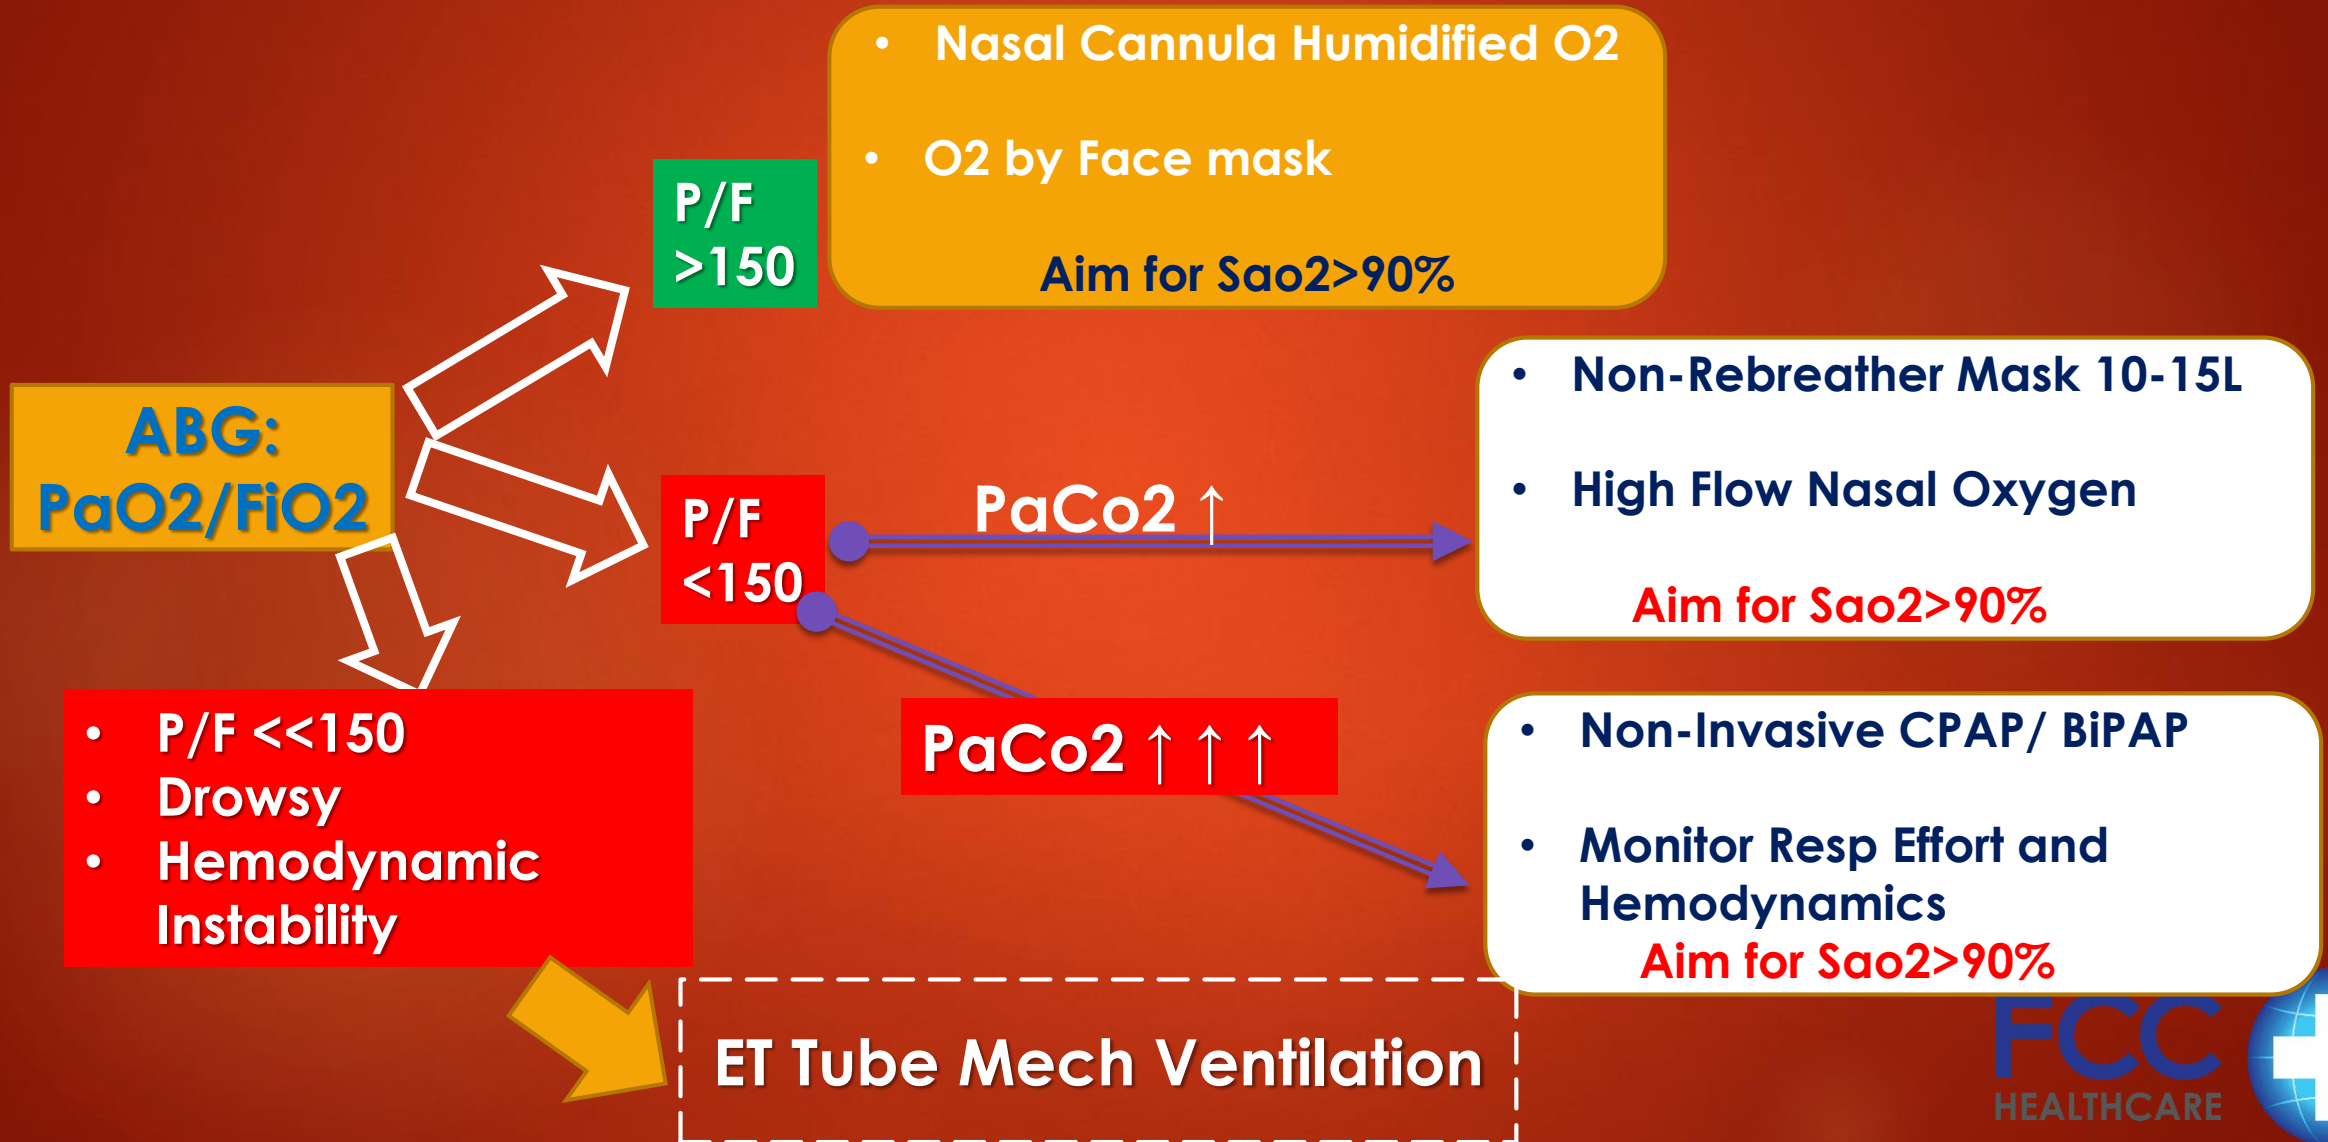 • Nasal Cannula Humidified O2
• O2 by Face mask
Aim for Sao2>90%
P/F
>150
ABG:
PaO2/FiO2
P/F
<150
PaCo2 ↑
• Non-Rebreather Mask 10-15L
• High Flow Nasal Oxygen
Aim for Sao2>90%
• P/F <<150
• Drowsy
• Hemodynamic
Instability
PaCo2 ↑ ↑ ↑
• Non-Invasive CPAP/ BiPAP
• Monitor Resp Effort and
Hemodynamics
Aim for Sao2>90%
ET Tube Mech Ventilation
FCC
HEALTHCARE